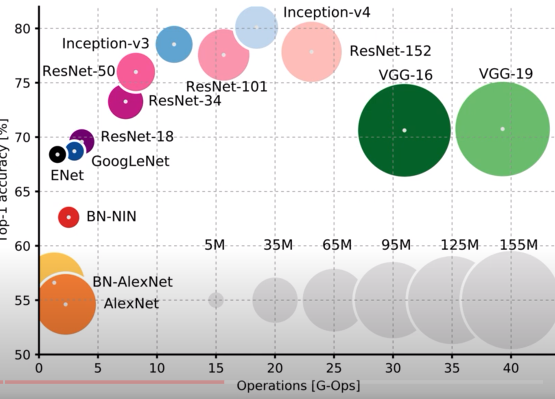 Inception-v4
80
Inception-v3
ResNet-152
ResNet-50
VGG-16
VGG-19
75
ResNet-101
ResNet-34
Top-1 accuracy [%]
70
ResNet-18
GoogLeNet
ENet
65
BN-NIN
60
5M 35M 65M 95M 125M 155M
BN-AlexNet
55
AlexNet
50
0 5 10 15 20 25 30 35 40
Operations [G-Ops]